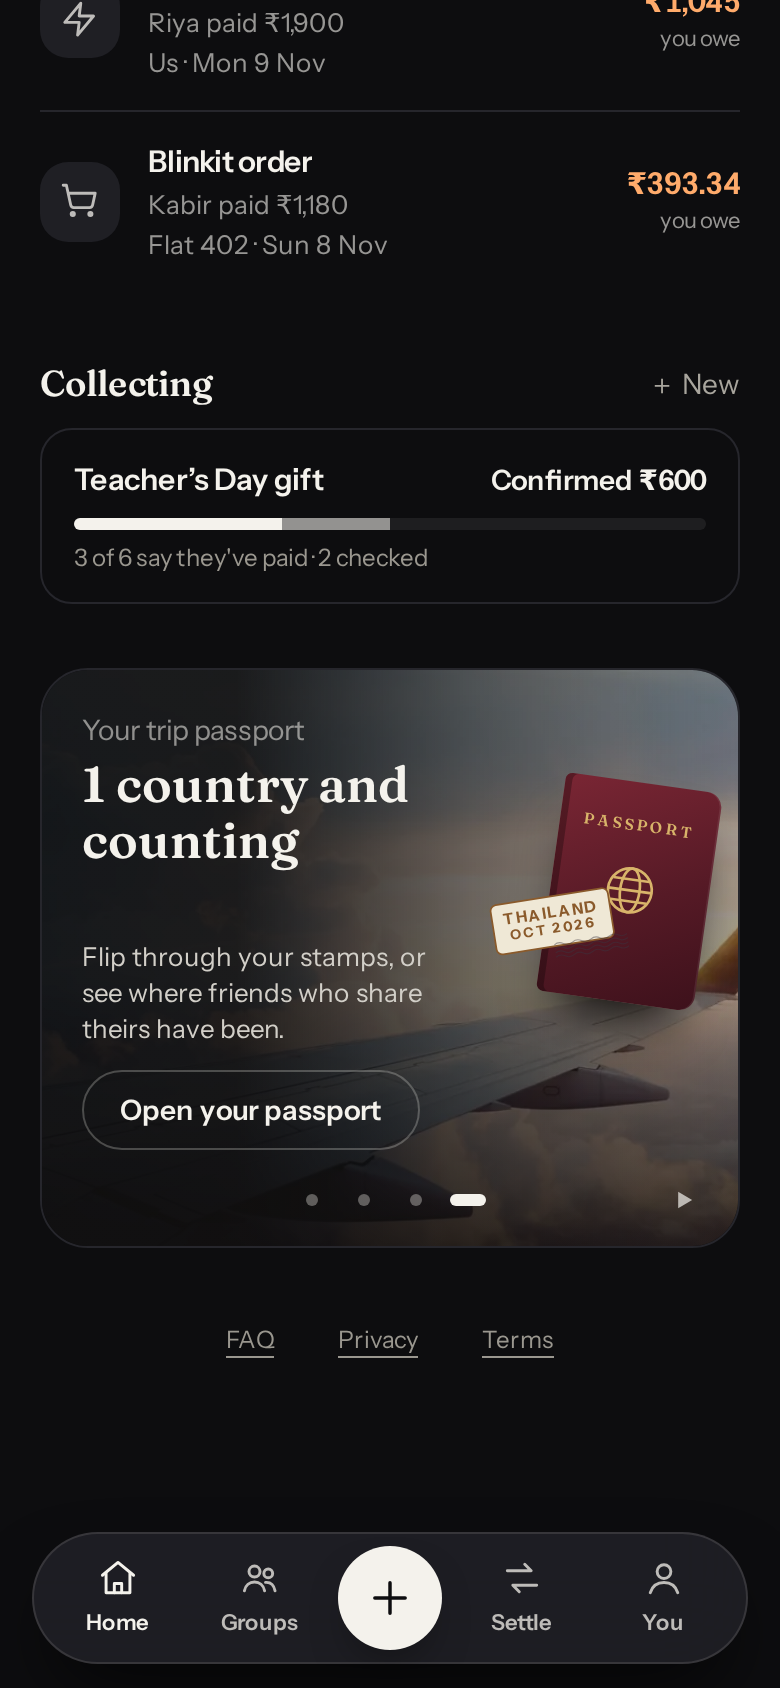 ₹1,045
Riya paid ₹1,900
you owe
Us · Mon 9 Nov
Blinkit order
₹393.34
Kabir paid ₹1,180
you owe
Flat 402 · Sun 8 Nov
Collecting
+ New
Teacher's Day gift
Confirmed ₹600
3 of 6 say they've paid · 2 checked
Your trip passport
1 country and
counting
PASSPORT
THAILAND
OCT 2026
Flip through your stamps, or
see where friends who share
theirs have been.
Open your passport
FAQ
Privacy
Terms
Home
Groups
Settle
You